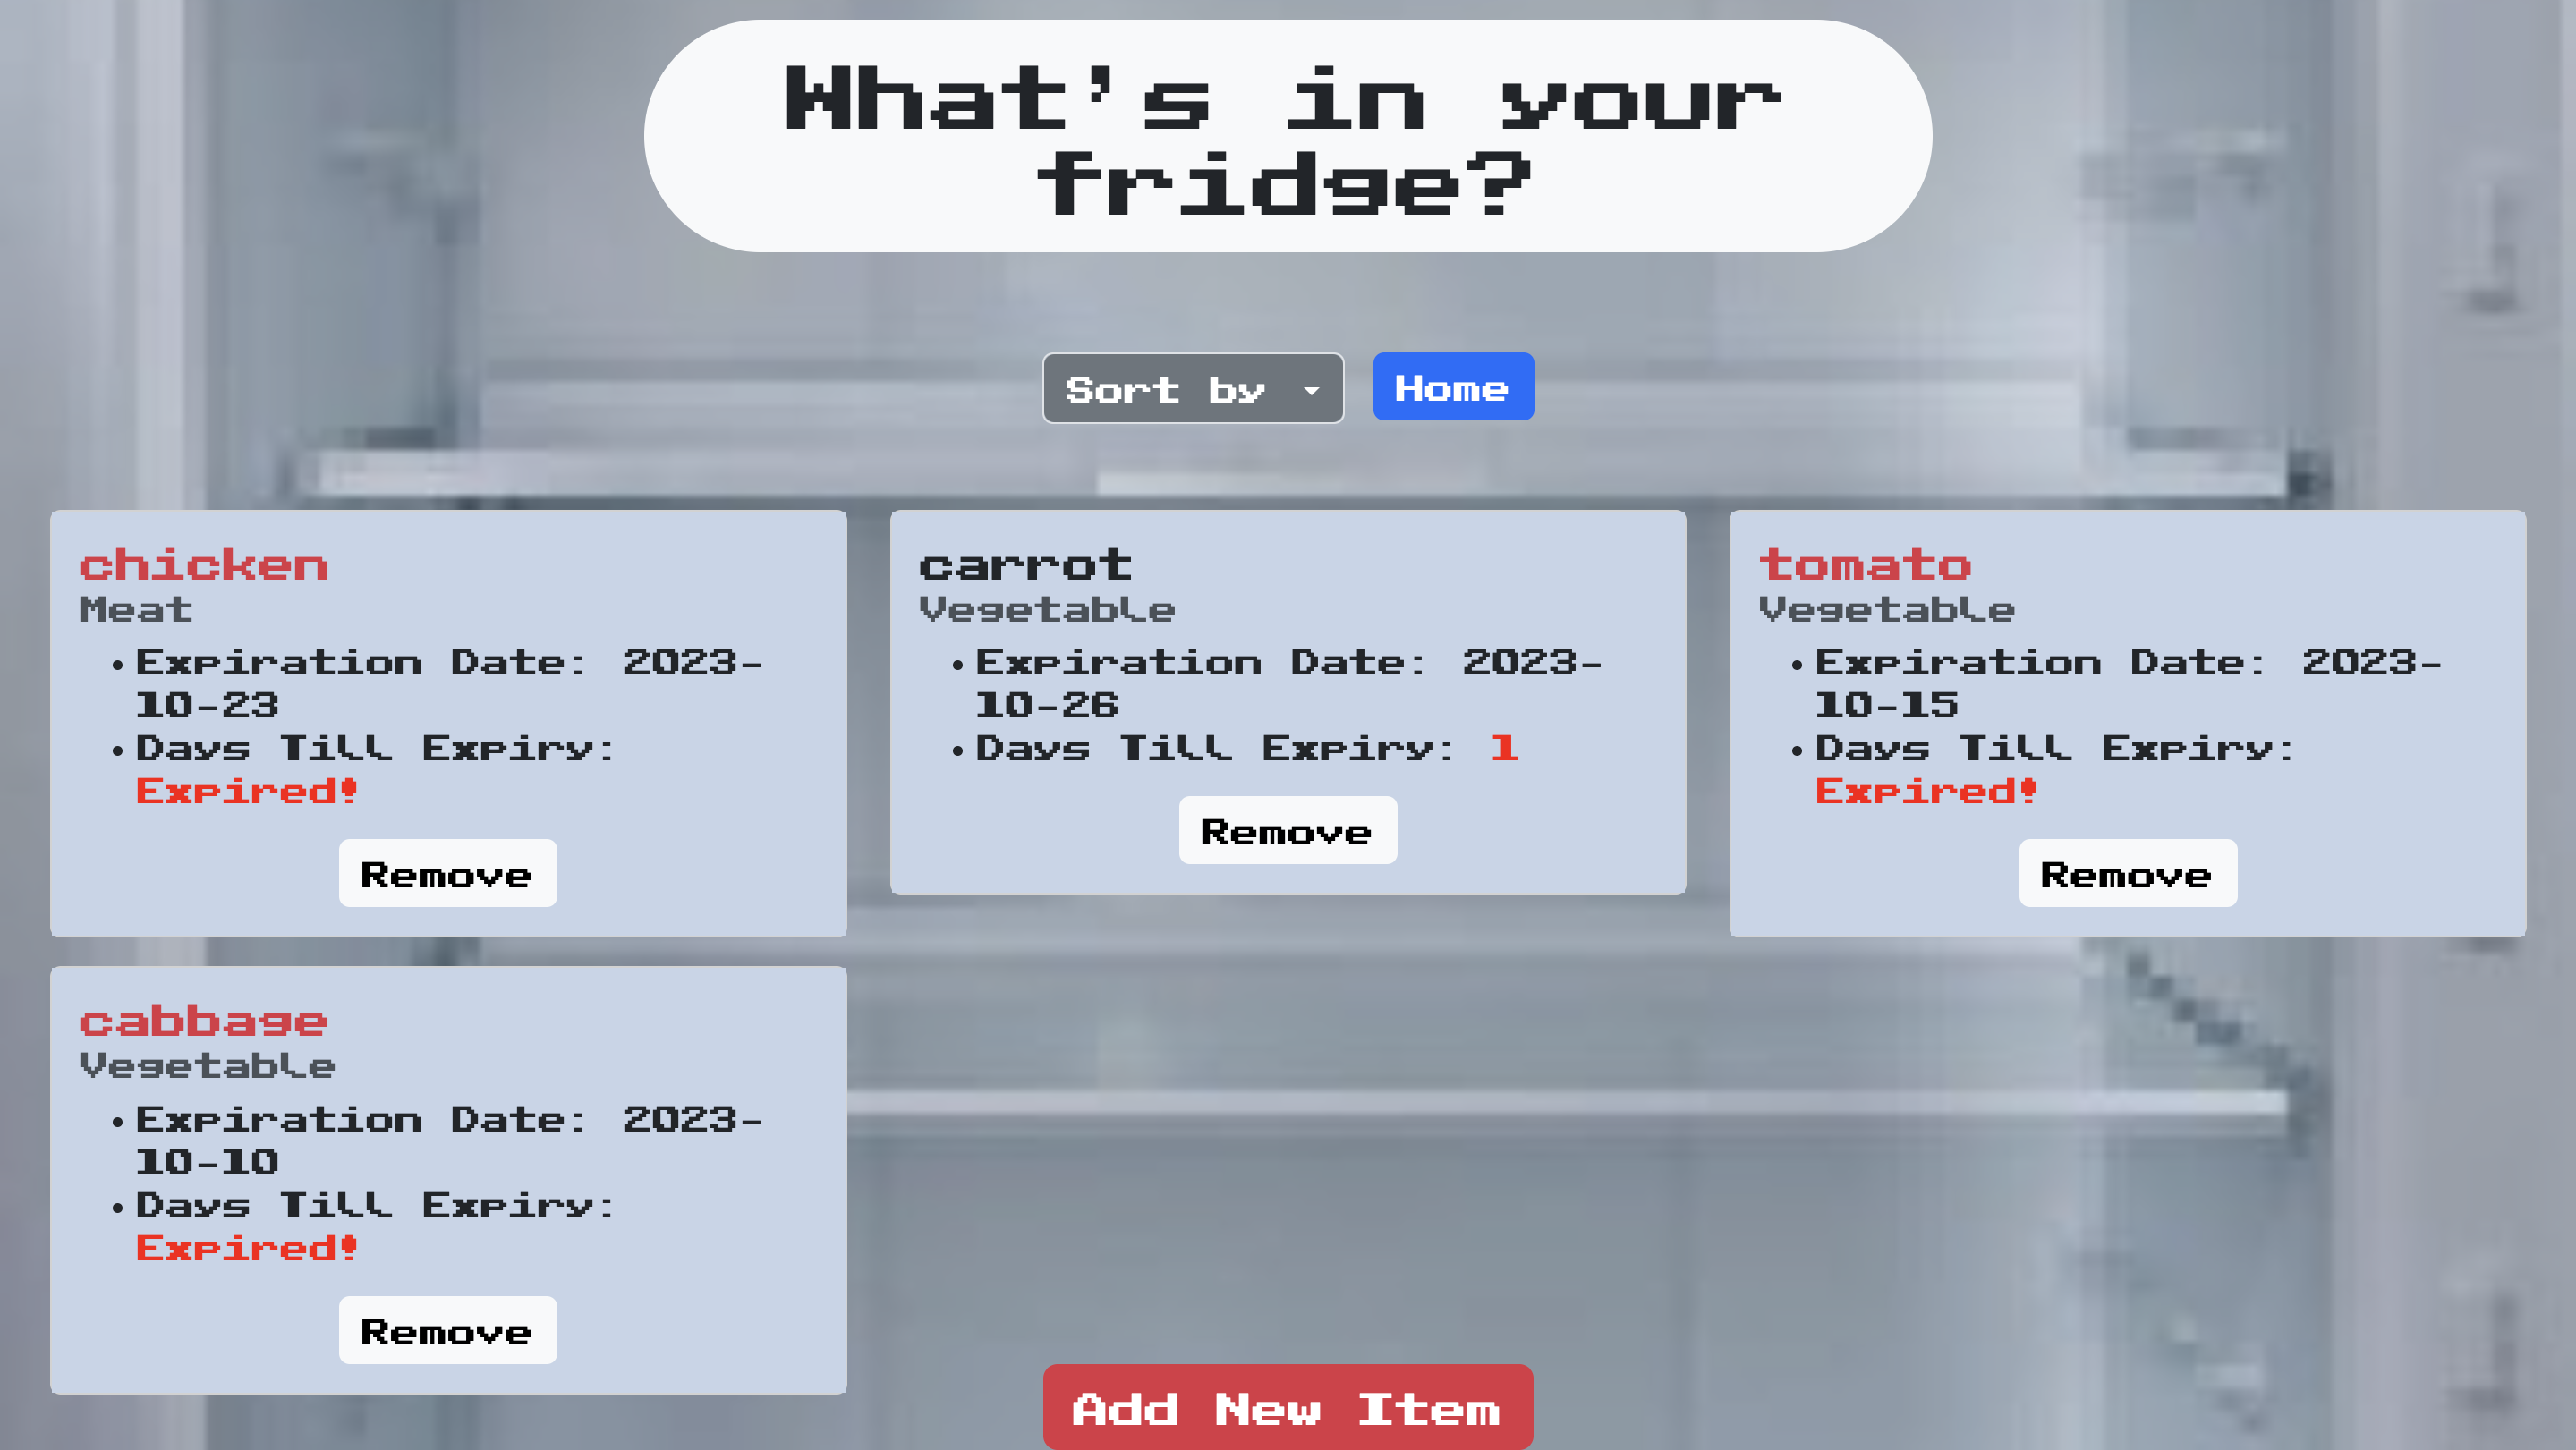 What's in your
fridge?
Sort by
Home
chicken
Meat
Expiration Date: 2023-
10-23
Days Till Expiry:
Expired!
Remove
carrot
Vegetable
Expiration Date: 2023-
10-26
Days Till Expiry: 1
Remove
tomato
Vegetable
Expiration Date: 2023-
10-15
Days Till Expiry:
Expired!
Remove
cabbage
Vegetable
Expiration Date: 2023-
10-10
Days Till Expiry:
Expired!
Remove
Add New Item